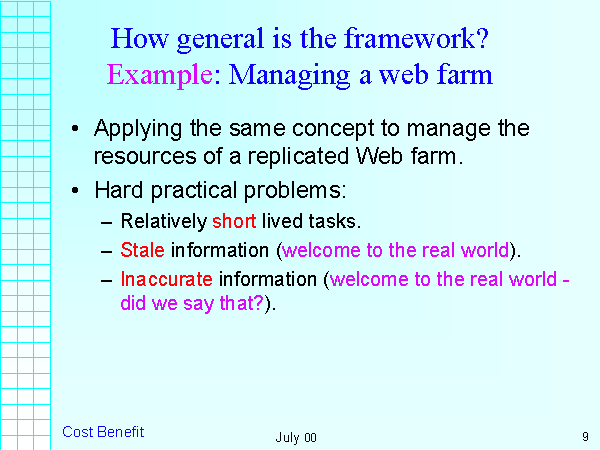 How general is the framework?
Example: Managing a web farm
• Applying the same concept to manage the
resources of a replicated Web farm.
• Hard practical problems:
– Relatively short lived tasks.
– Stale information (welcome to the real world).
– Inaccurate information (welcome to the real world -
did we say that?).
Cost Benefit
July 00
9